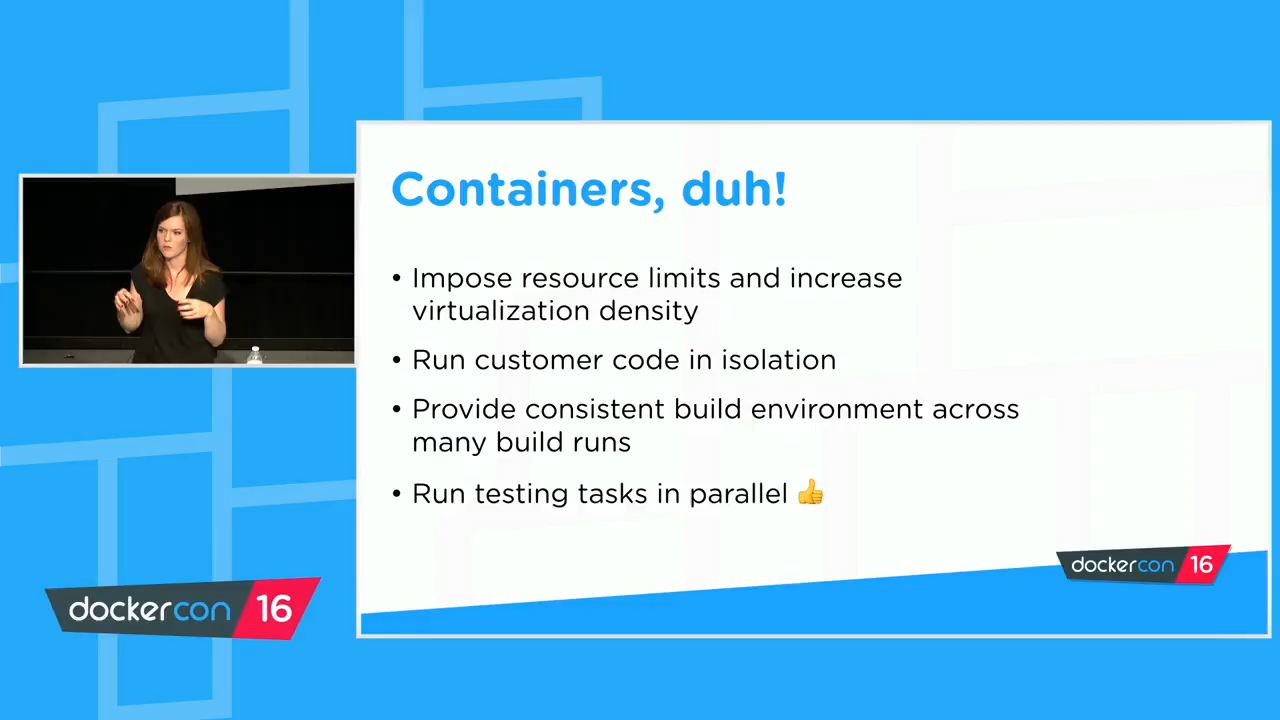 Containers, duh!
• Impose resource limits and increase
virtualization density
• Run customer code in isolation
• Provide consistent build environment across
many build runs
• Run testing tasks in parallel 👍
dockercon 16
dockercon 16